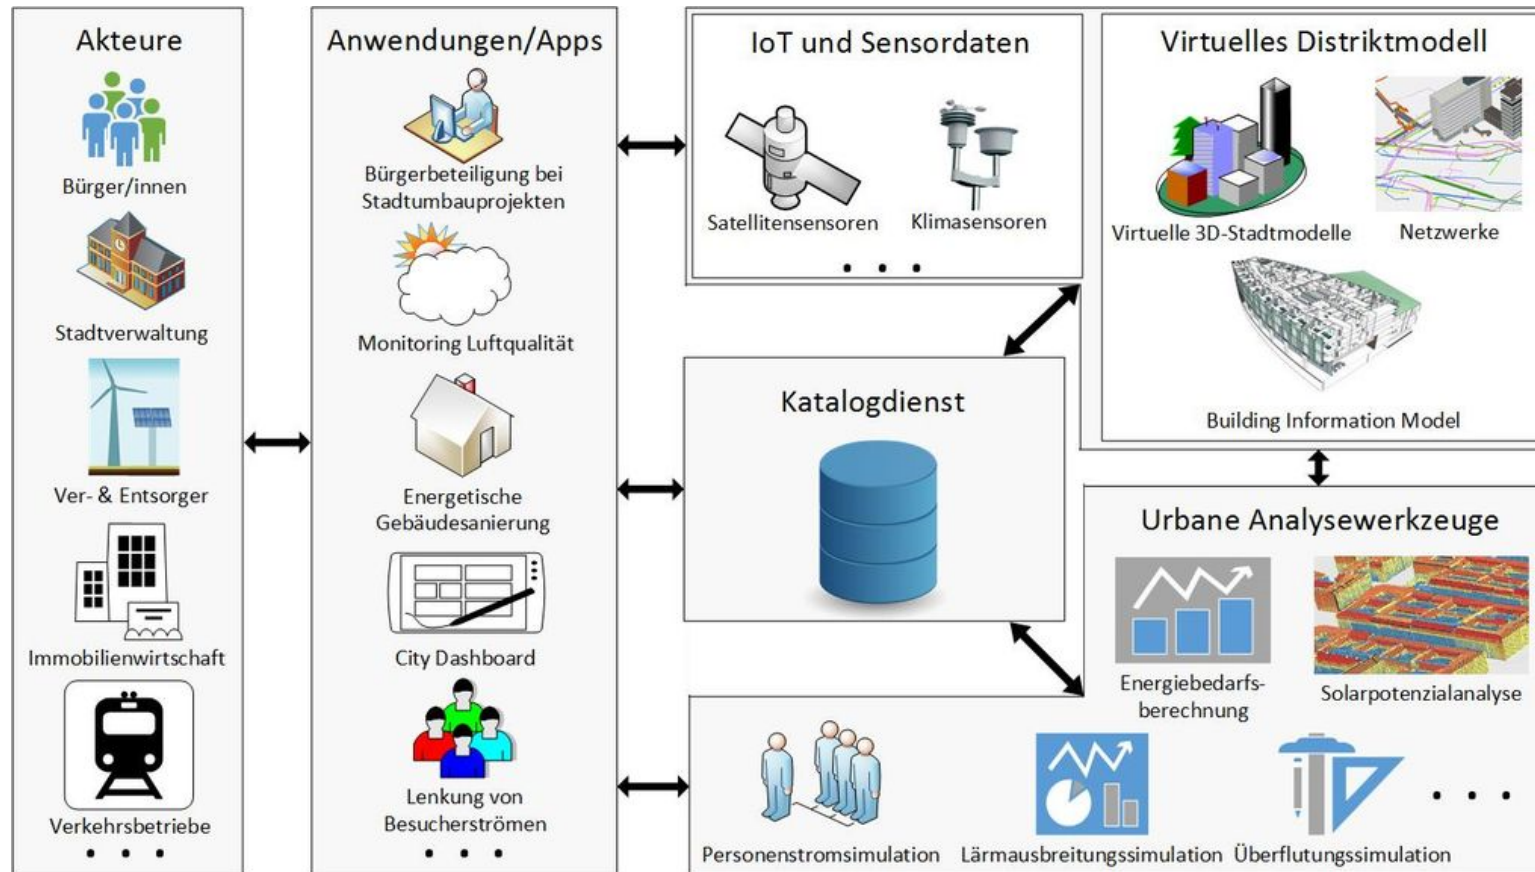 Akteure
Bürger/innen
Stadtverwaltung
Ver- & Entsorger
Immobilienwirtschaft
Verkehrsbetriebe
• • •
Anwendungen/Apps
Bürgerbeteiligung bei
Stadtumbauprojekten
Monitoring Luftqualität
Energetische
Gebäudesanierung
City Dashboard
Lenkung von
Besucherströmen
• • •
IoT und Sensordaten
Satellitensensoren
Klimasensoren
• • •
Virtuelles Distriktmodell
Virtuelle 3D-Stadtmodelle
Netzwerke
Building Information Model
Katalogdienst
Urbane Analysewerkzeuge
Energiebedarfs-
berechnung
Solarpotenzialanalyse
Personenstromsimulation
Lärmausbreitungssimulation
Überflutungssimulation
• • •